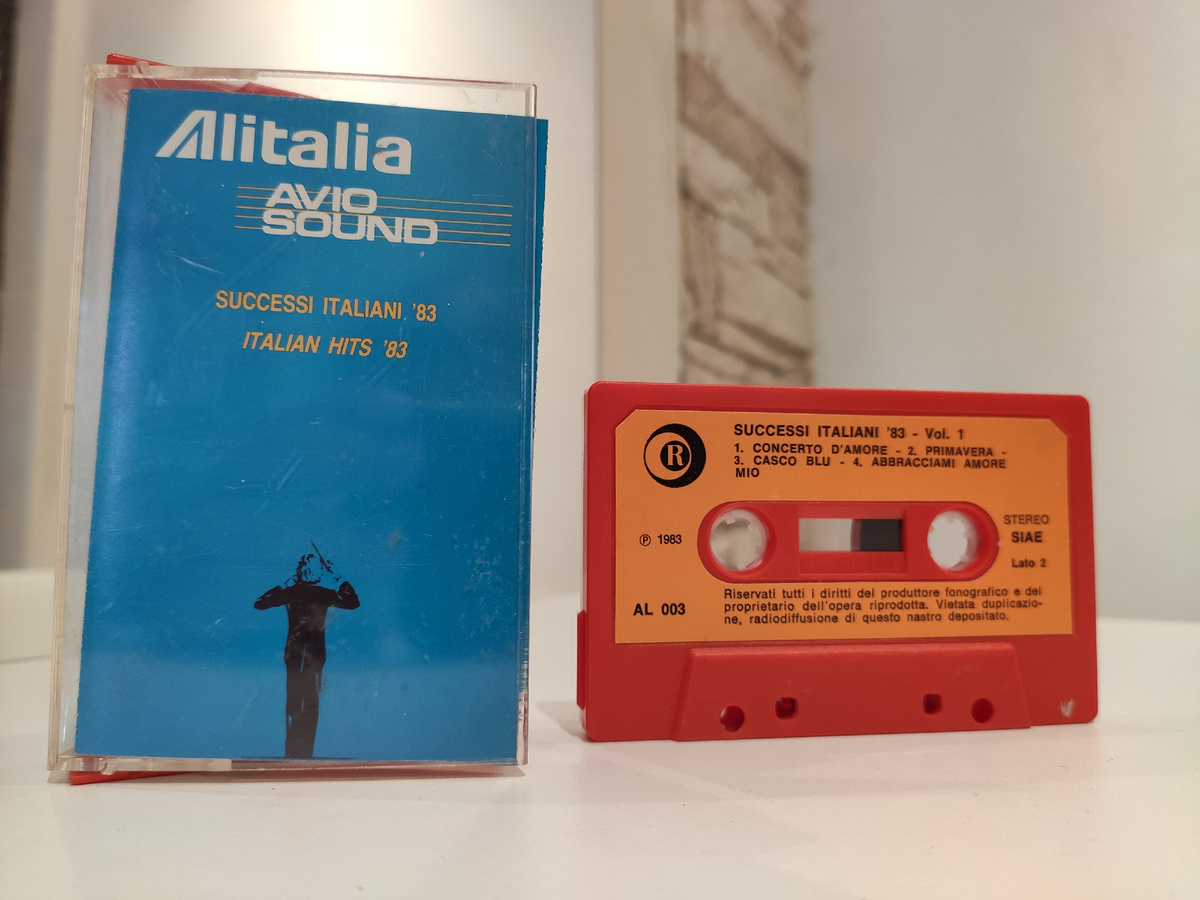 Alitalia
AVIO
SOUND
SUCCESSI ITALIANI '83
ITALIAN HITS '83
R
SUCCESSI ITALIANI '83 - Vol. 1
1. CONCERTO D'AMORE - 2. PRIMAVERA -
3. CASCO BLU - 4. ABBRACCIAMI AMORE
MIO
℗ 1983
STEREO
SIAE
Lato 2
AL 003
Riservati tutti i diritti del produttore fonografico e del
proprietario dell'opera riprodotta. Vietata duplicazio-
ne, radiodiffusione di questo nastro depositato.